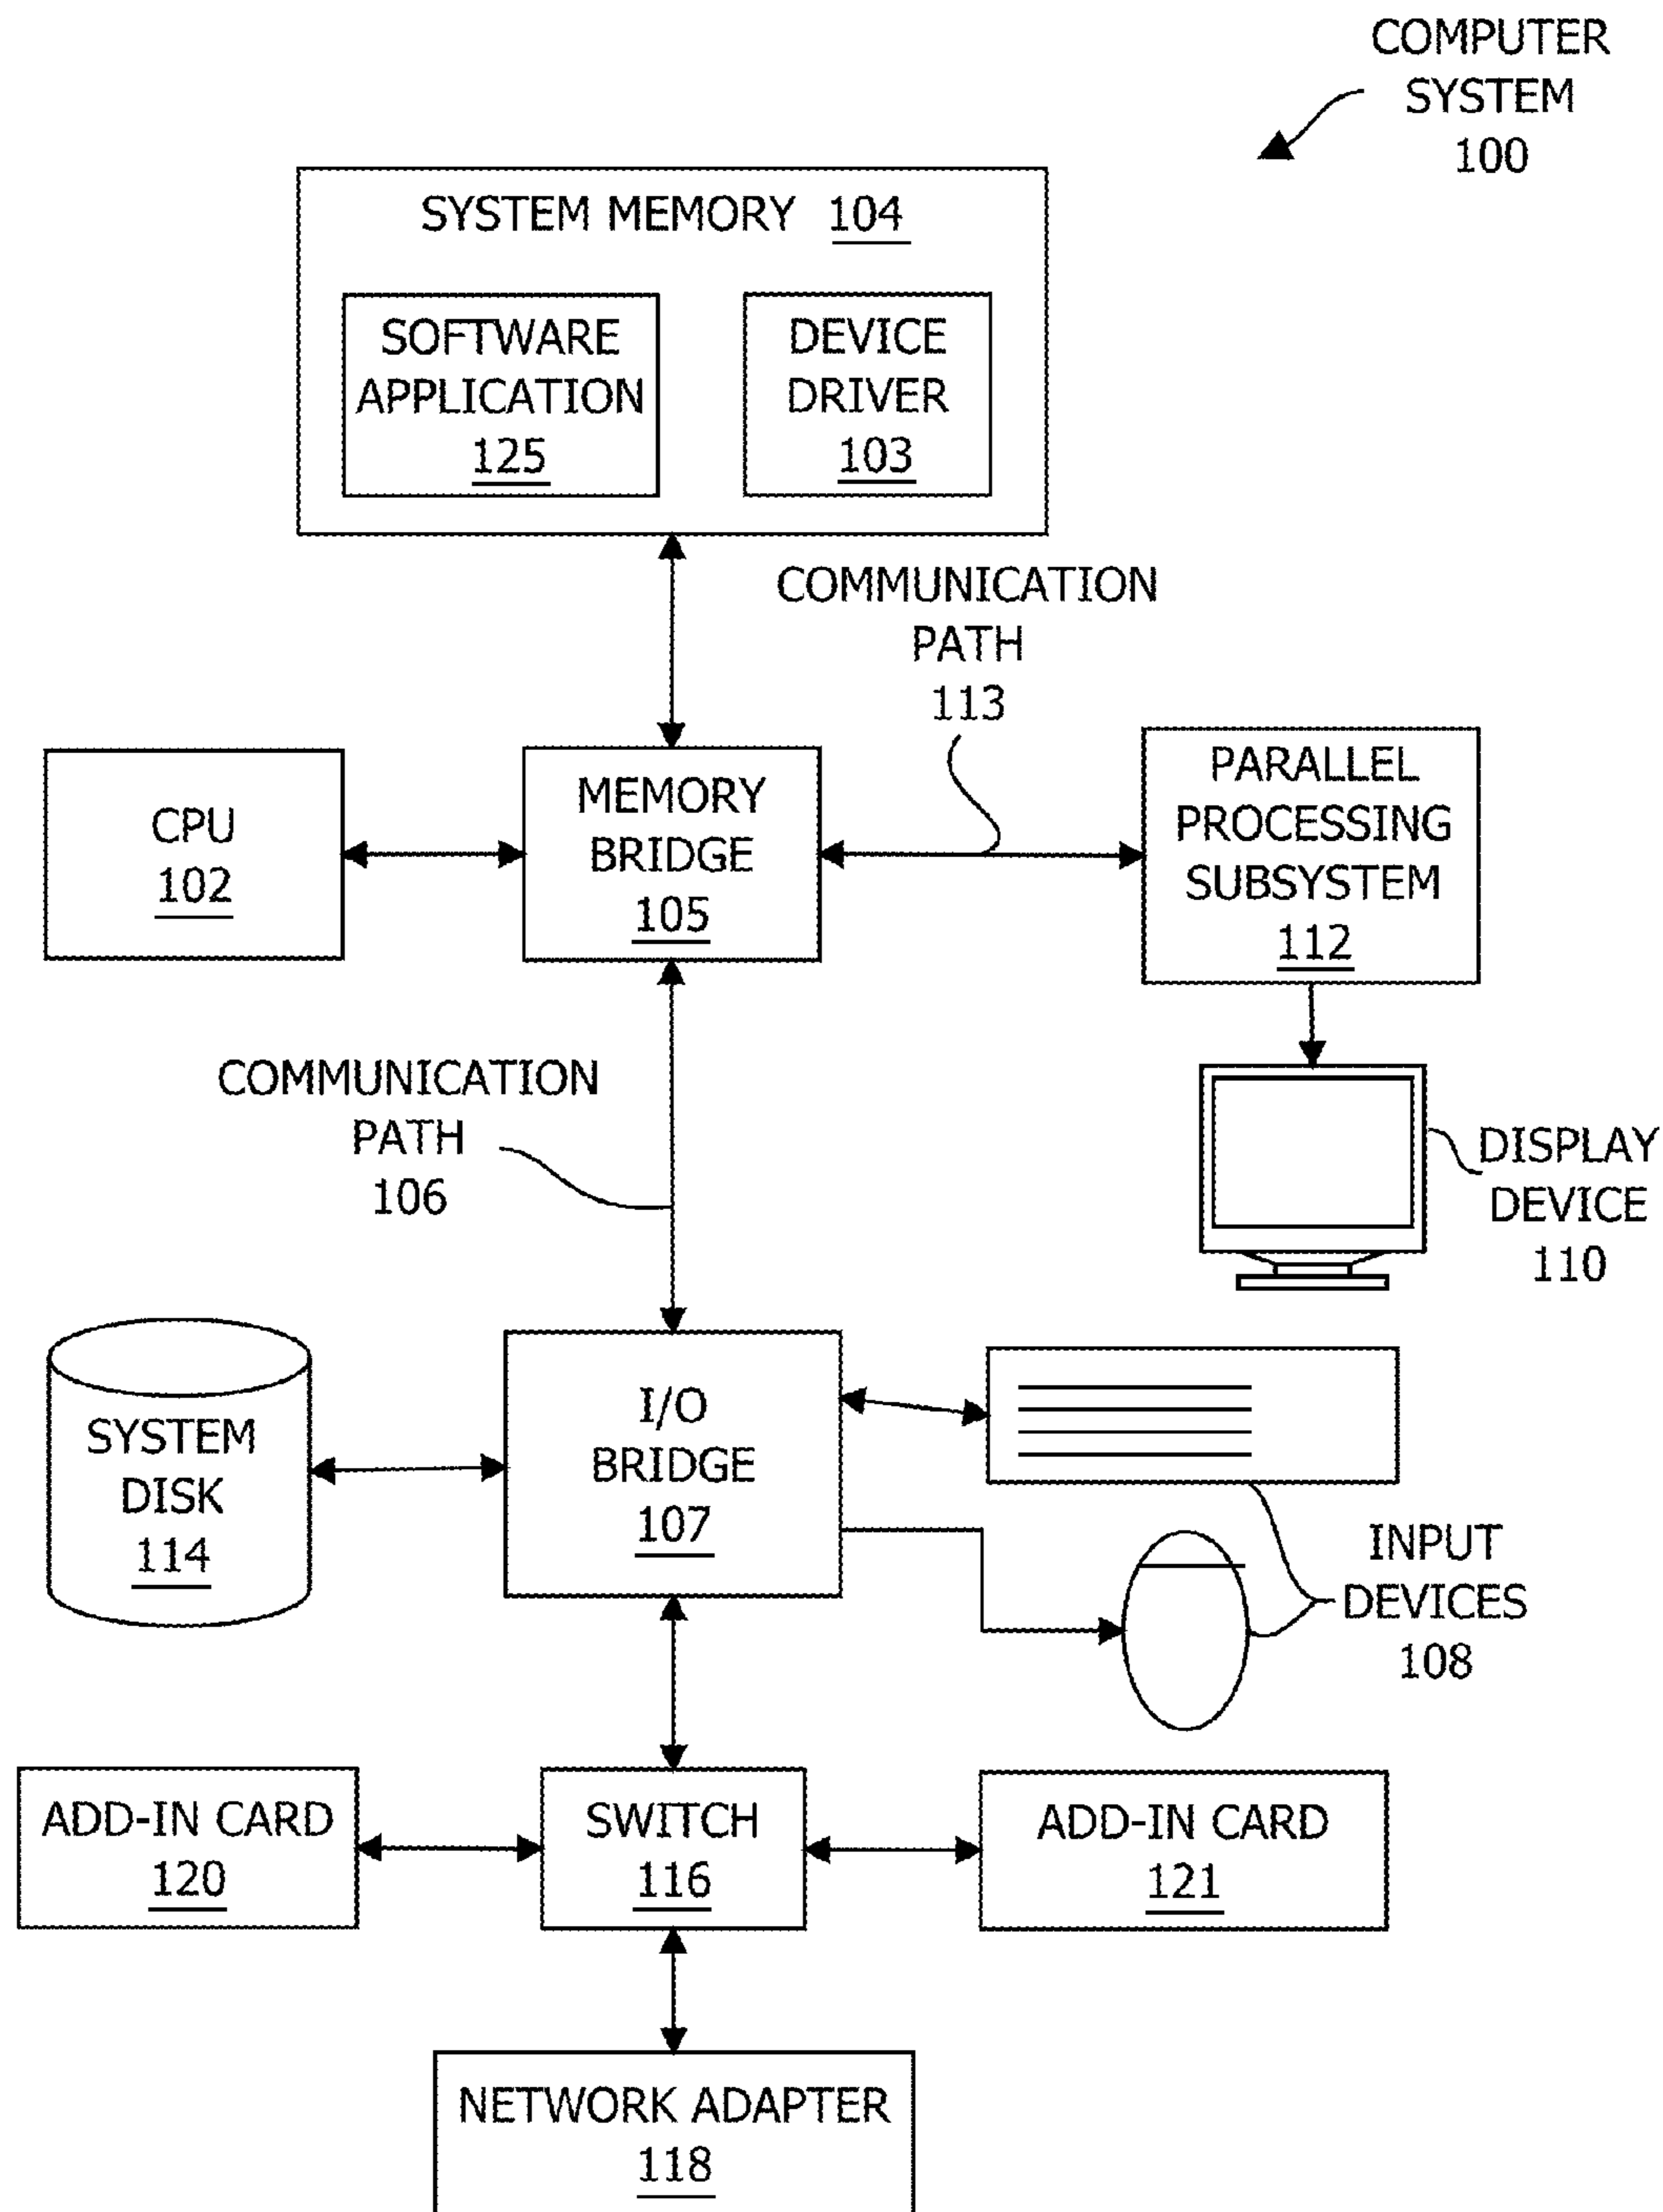 COMPUTER
SYSTEM
100
SYSTEM MEMORY 104
SOFTWARE
APPLICATION
125
DEVICE
DRIVER
103
COMMUNICATION
PATH
113
CPU
102
MEMORY
BRIDGE
105
PARALLEL
PROCESSING
SUBSYSTEM
112
COMMUNICATION
PATH
106
DISPLAY
DEVICE
110
SYSTEM
DISK
114
I/O
BRIDGE
107
INPUT
DEVICES
108
ADD-IN CARD
120
SWITCH
116
ADD-IN CARD
121
NETWORK ADAPTER
118